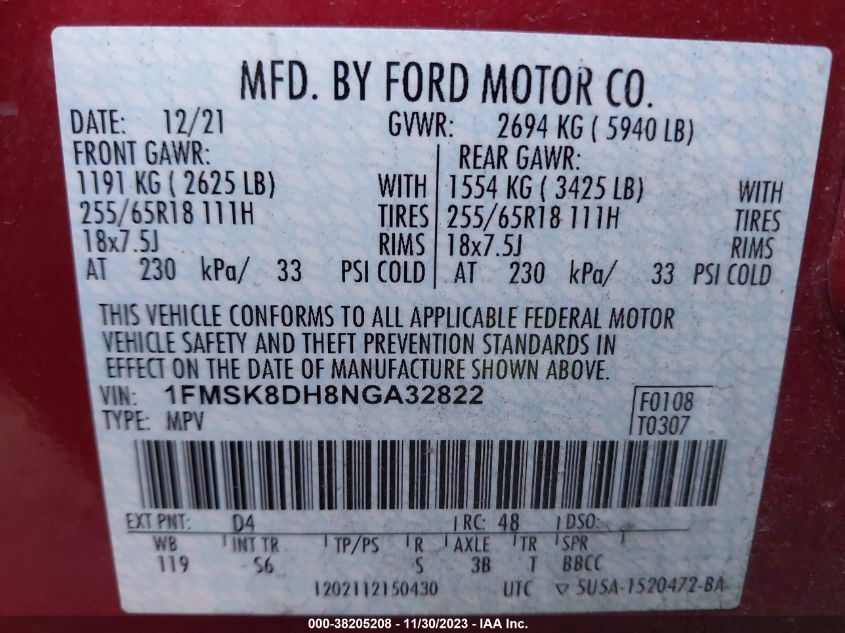 MFD. BY FORD MOTOR CO.
DATE: 12/21 GVWR: 2694 KG ( 5940 LB)
FRONT GAWR: REAR GAWR:
1191 KG ( 2625 LB) WITH 1554 KG ( 3425 LB) WITH
255/65R18 111H TIRES 255/65R18 111H TIRES
18x7.5J RIMS 18x7.5J RIMS
AT 230 kPa/ 33 PSI COLD AT 230 kPa/ 33 PSI COLD
THIS VEHICLE CONFORMS TO ALL APPLICABLE FEDERAL MOTOR
VEHICLE SAFETY AND THEFT PREVENTION STANDARDS IN
EFFECT ON THE DATE OF MANUFACTURE SHOWN ABOVE.
VIN: 1FMSK8DH8NGA32822 F0108
TYPE: MPV T0307
EXT PNT: D4 RC: 48 DSO:
WB INT TR TP/PS R AXLE TR SPR
119 S6 S 3B T BBCC
1202112150430 UTC ▽ 5U5A-1520472-BA
000-38205208 - 11/30/2023 - IAA Inc.